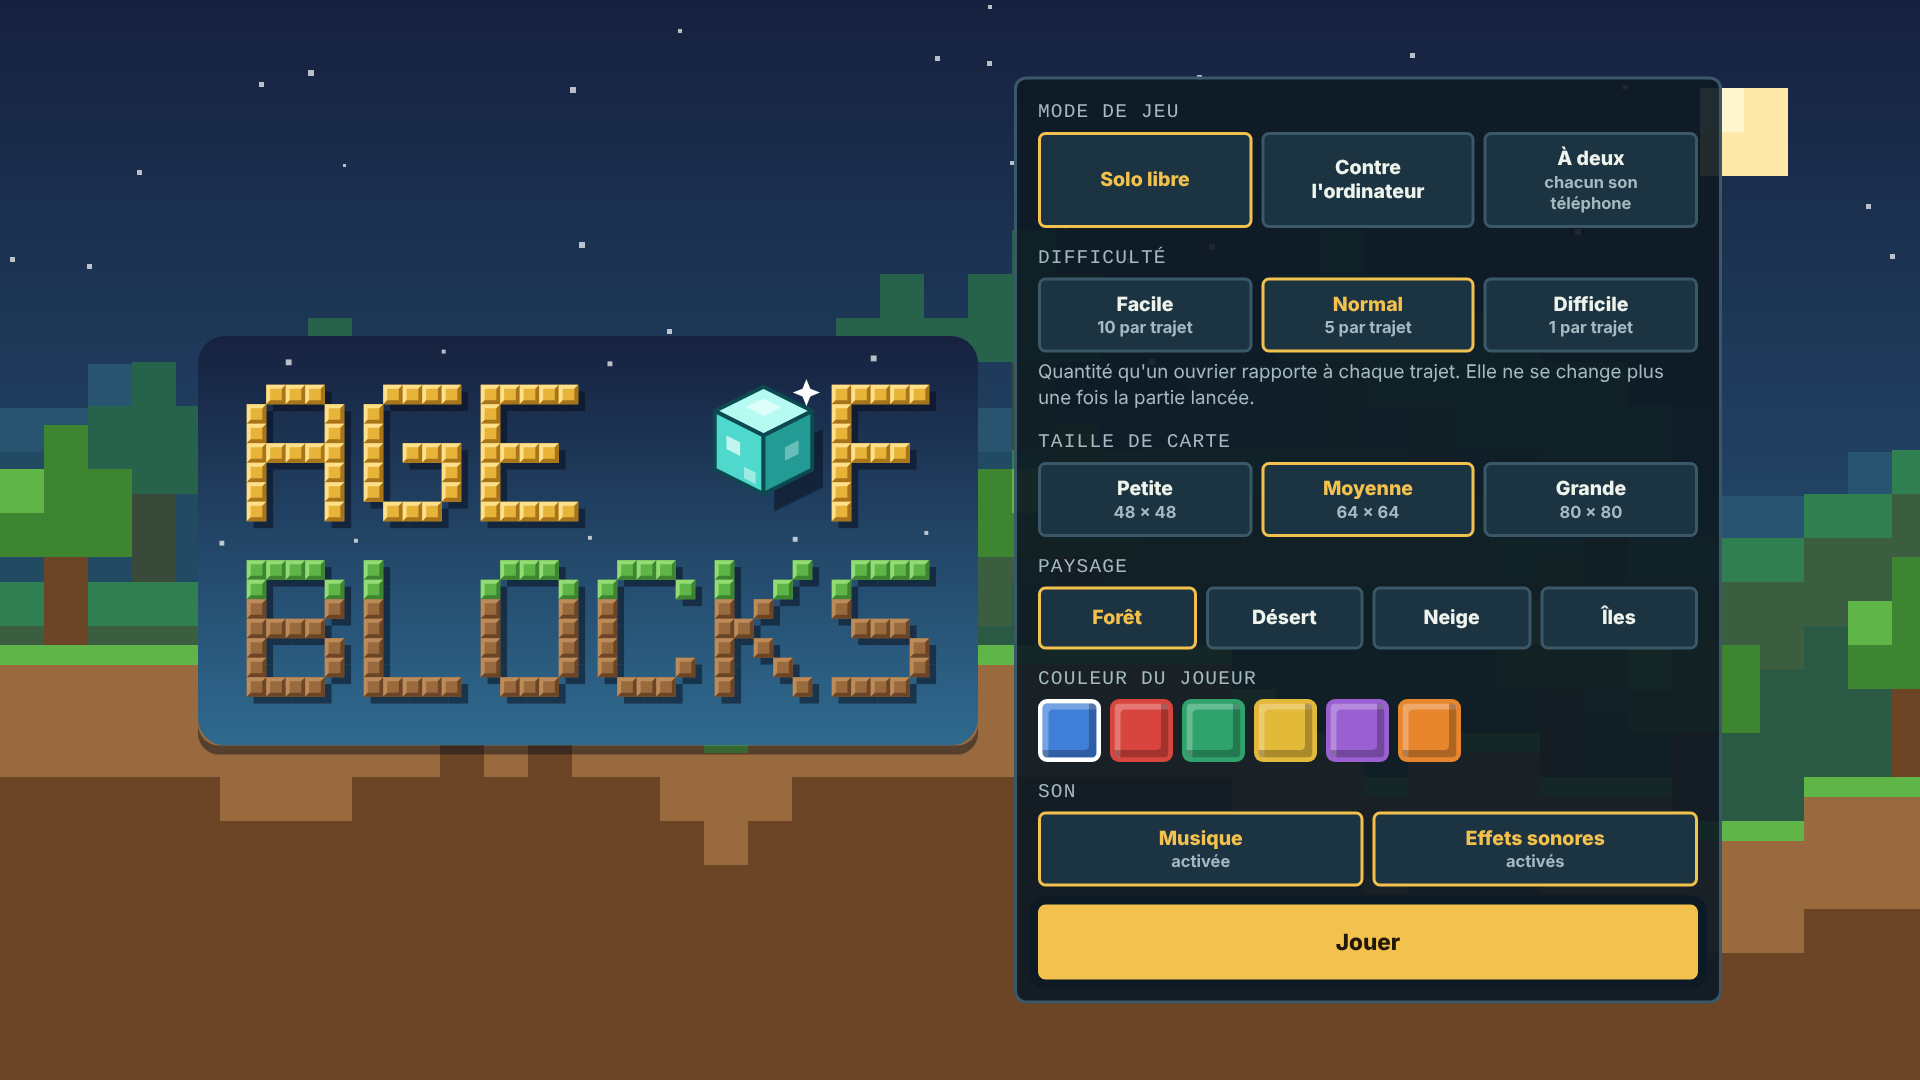 AGE OF
BLOCKS
MODE DE JEU
Solo libre
Contre
l'ordinateur
À deux
chacun son
téléphone
DIFFICULTÉ
Facile
10 par trajet
Normal
5 par trajet
Difficile
1 par trajet
Quantité qu'un ouvrier rapporte à chaque trajet. Elle ne se change plus
une fois la partie lancée.
TAILLE DE CARTE
Petite
48 × 48
Moyenne
64 × 64
Grande
80 × 80
PAYSAGE
Forêt
Désert
Neige
Îles
COULEUR DU JOUEUR
SON
Musique
activée
Effets sonores
activés
Jouer